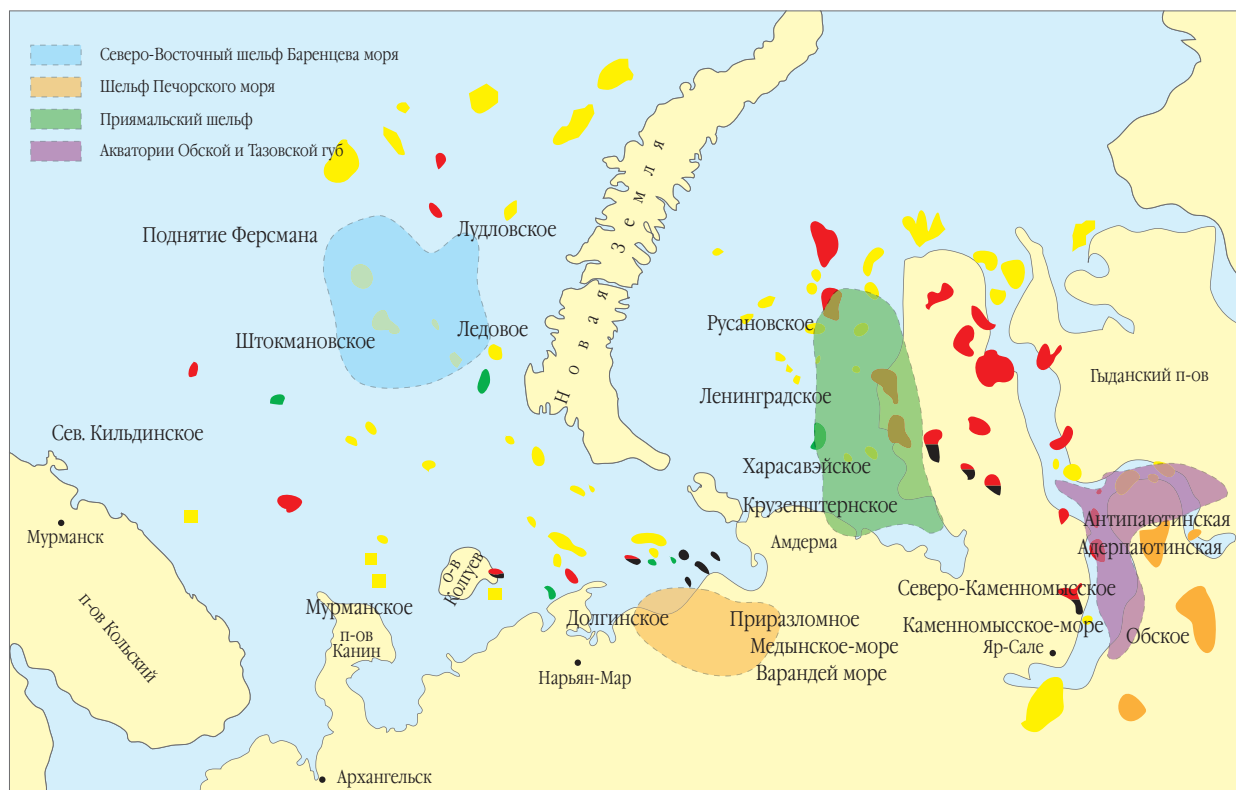 Северо-Восточный шельф Баренцева моря
Шельф Печорского моря
Приямальский шельф
Акватории Обской и Тазовской губ
Новая Земля
Поднятие Ферсмана
Лудловское
Штокмановское
Ледовое
Русановское
Ленинградское
Гыданский п-ов
Сев. Кильдинское
Харасавэйское
Крузенштернское
Мурманск
Амдерма
Антипаютинская
Адерпаютинская
п-ов Кольский
о-в
Колгуев
Мурманское
п-ов
Канин
Долгинское
Приразломное
Медынское-море
Варандей море
Нарьян-Мар
Северо-Каменномысское
Каменномысское-море
Обское
Яр-Сале
Архангельск